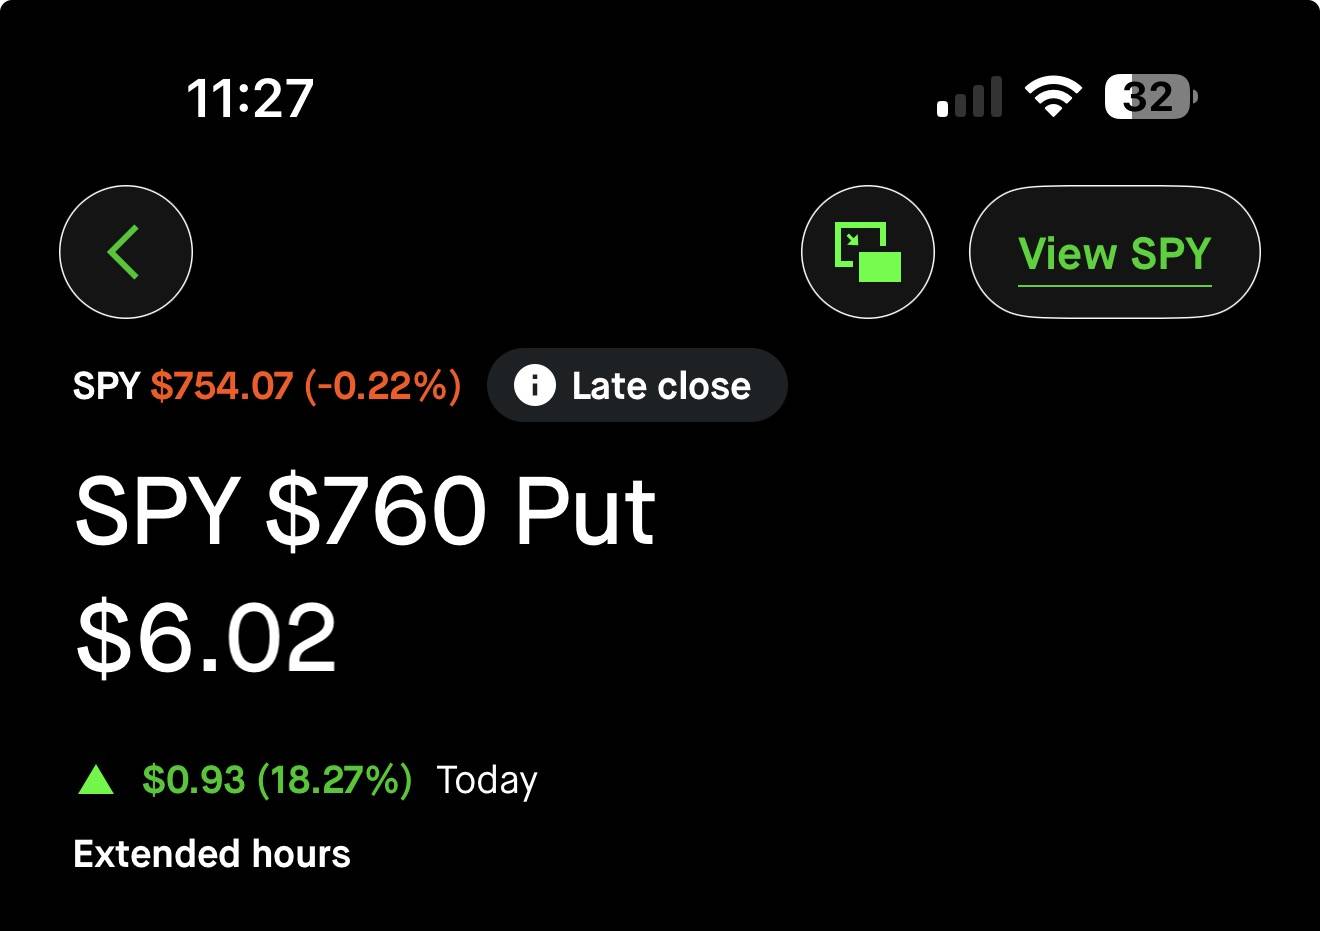 11:27 32
View SPY
SPY $754.07 (-0.22%) Late close
SPY $760 Put
$6.02
▲ $0.93 (18.27%) Today
Extended hours